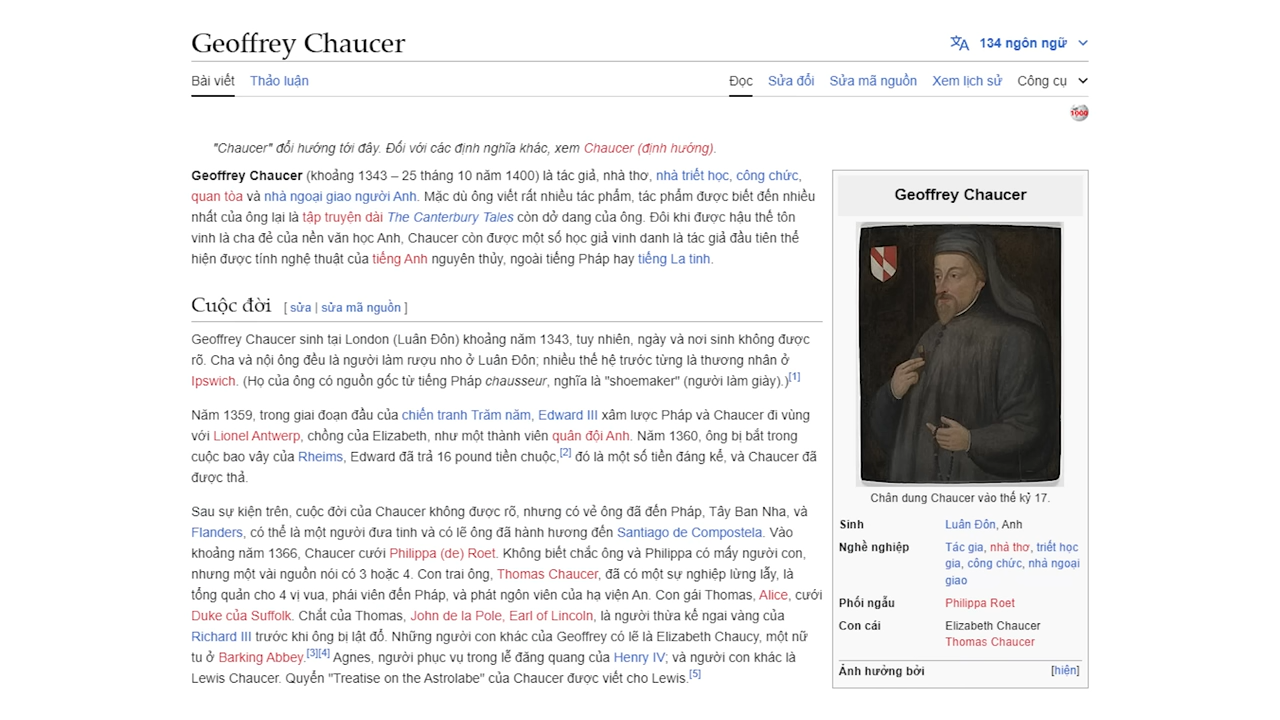 Geoffrey Chaucer
134 ngôn ngữ
Bài viết Thảo luận Đọc Sửa đổi Sửa mã nguồn Xem lịch sử Công cụ
1000
"Chaucer" đổi hướng tới đây. Đối với các định nghĩa khác, xem Chaucer (định hướng).
Geoffrey Chaucer (khoảng 1343 – 25 tháng 10 năm 1400) là tác giả, nhà thơ, nhà triết học, công chức,
quan tòa và nhà ngoại giao người Anh. Mặc dù ông viết rất nhiều tác phẩm, tác phẩm được biết đến nhiều
nhất của ông lại là tập truyện dài The Canterbury Tales còn dở dang của ông. Đôi khi được hậu thế tôn
vinh là cha đẻ của nền văn học Anh, Chaucer còn được một số học giả vinh danh là tác giả đầu tiên thể
hiện được tính nghệ thuật của tiếng Anh nguyên thủy, ngoài tiếng Pháp hay tiếng La tinh.
Cuộc đời [ sửa | sửa mã nguồn ]
Geoffrey Chaucer sinh tại London (Luân Đôn) khoảng năm 1343, tuy nhiên, ngày và nơi sinh không được
rõ. Cha và nội ông đều là người làm rượu nho ở Luân Đôn; nhiều thế hệ trước từng là thương nhân ở
Ipswich. (Họ của ông có nguồn gốc từ tiếng Pháp chausseur, nghĩa là "shoemaker" (người làm giày).)[1]
Năm 1359, trong giai đoạn đầu của chiến tranh Trăm năm, Edward III xâm lược Pháp và Chaucer đi vùng
với Lionel Antwerp, chồng của Elizabeth, như một thành viên quân đội Anh. Năm 1360, ông bị bắt trong
cuộc bao vây của Rheims, Edward đã trả 16 pound tiền chuộc,[2] đó là một số tiền đáng kể, và Chaucer đã
được thả.
Sau sự kiện trên, cuộc đời của Chaucer không được rõ, nhưng có vẻ ông đã đến Pháp, Tây Ban Nha, và
Flanders, có thể là một người đưa tinh và có lẽ ông đã hành hương đến Santiago de Compostela. Vào
khoảng năm 1366, Chaucer cưới Philippa (de) Roet. Không biết chắc ông và Philippa có mấy người con,
nhưng một vài nguồn nói có 3 hoặc 4. Con trai ông, Thomas Chaucer, đã có một sự nghiệp lừng lẫy, là
tổng quản cho 4 vị vua, phái viên đến Pháp, và phát ngôn viên của hạ viện An. Con gái Thomas, Alice, cưới
Duke của Suffolk. Chắt của Thomas, John de la Pole, Earl of Lincoln, là người thừa kế ngai vàng của
Richard III trước khi ông bị lật đổ. Những người con khác của Geoffrey có lẽ là Elizabeth Chaucy, một nữ
tu ở Barking Abbey.[3][4] Agnes, người phục vụ trong lễ đăng quang của Henry IV; và người con khác là
Lewis Chaucer. Quyển "Treatise on the Astrolabe" của Chaucer được viết cho Lewis.[5]
Geoffrey Chaucer
Chân dung Chaucer vào thế kỷ 17.
Sinh Luân Đôn, Anh
Nghề nghiệp Tác gia, nhà thơ, triết học
gia, công chức, nhà ngoại
giao
Phối ngẫu Philippa Roet
Con cái Elizabeth Chaucer
Thomas Chaucer
Ảnh hưởng bởi [hiện]